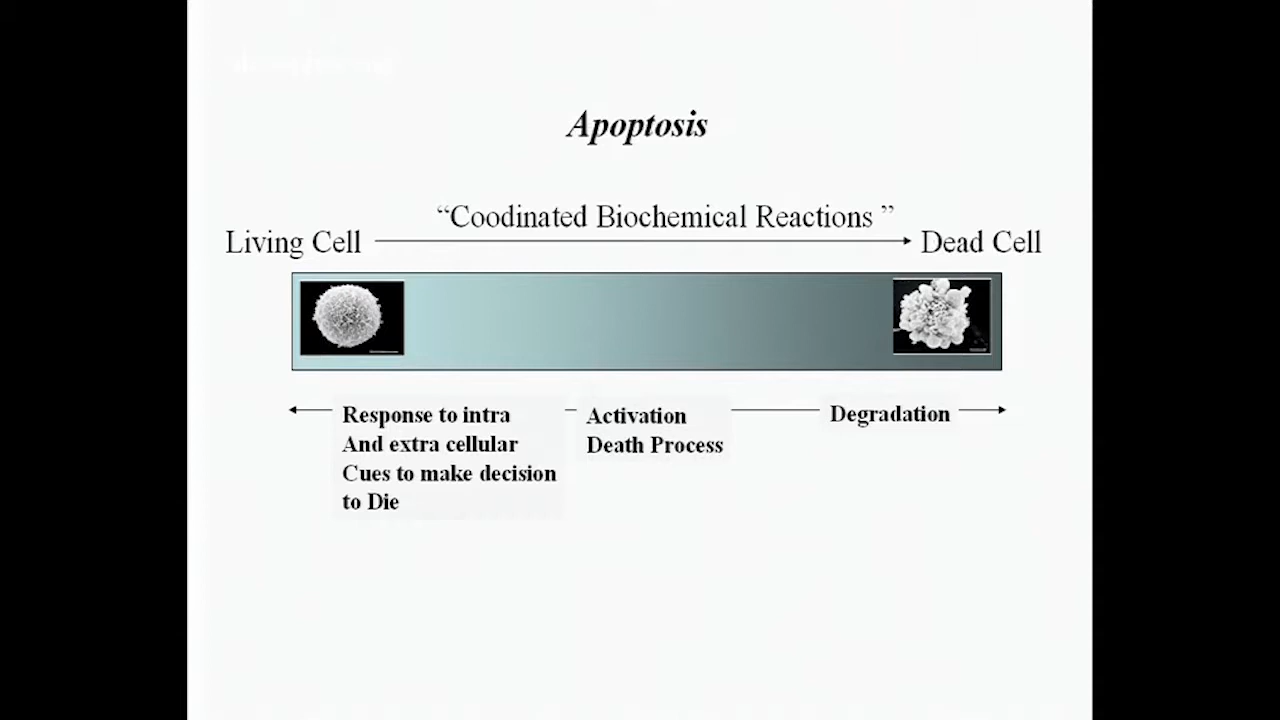 Apoptosis
“Coodinated Biochemical Reactions ”
Living Cell
Dead Cell
Response to intra
And extra cellular
Cues to make decision
to Die
Activation
Death Process
Degradation